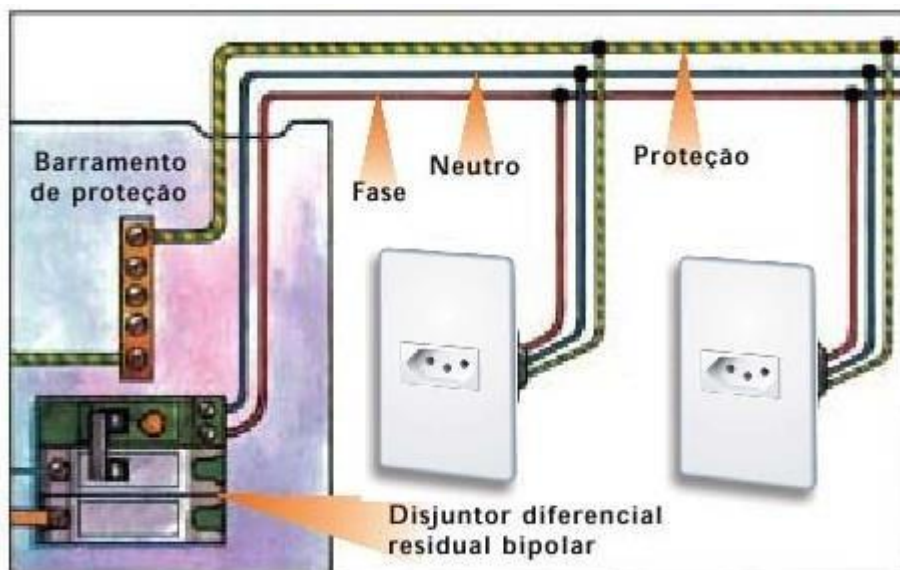 Barramento
de proteção
Fase
Neutro
Proteção
Disjuntor diferencial
residual bipolar